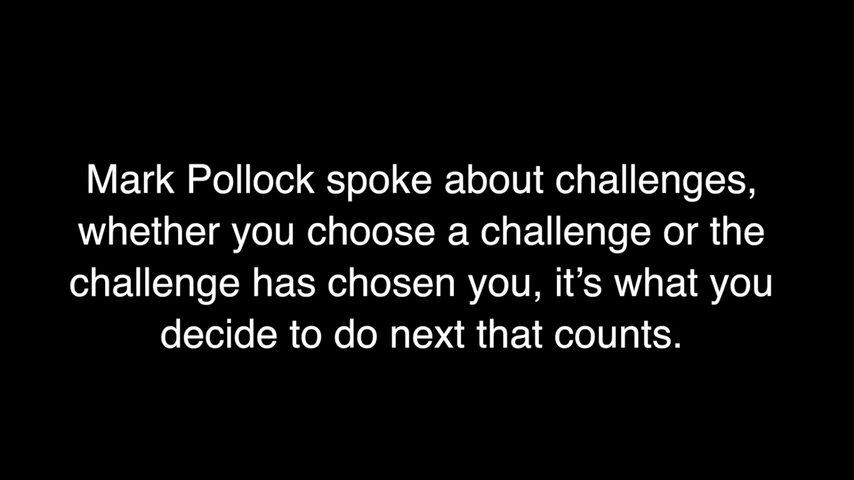 Mark Pollock spoke about challenges,
whether you choose a challenge or the
challenge has chosen you, it’s what you
decide to do next that counts.